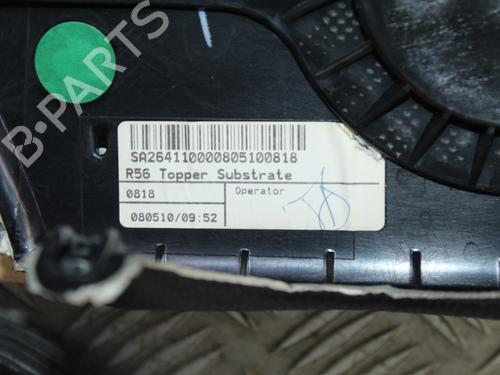 B-PARTS
SA264110000805100818
R56 Topper Substrate
0818
Operator
080510/09:52